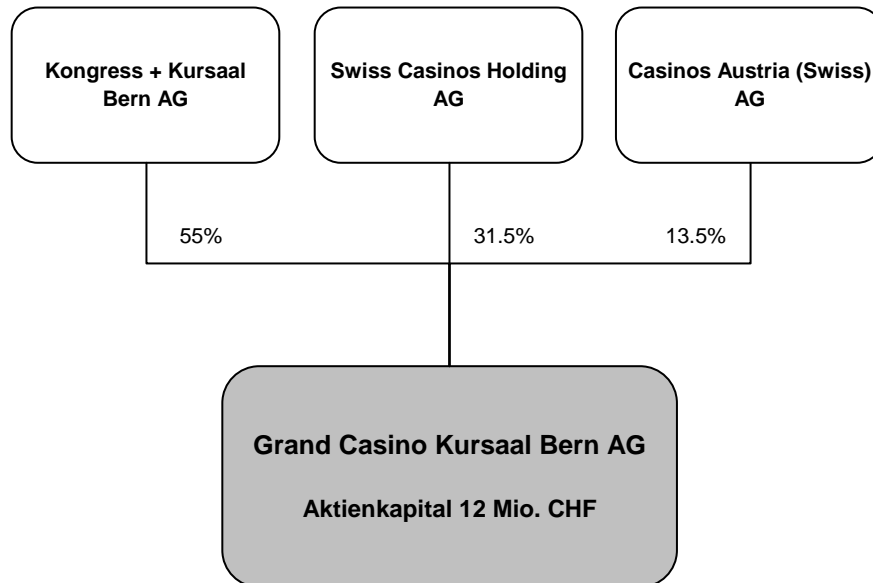 Kongress + Kursaal
Bern AG
Swiss Casinos Holding
AG
Casinos Austria (Swiss)
AG
55%
31.5%
13.5%
Grand Casino Kursaal Bern AG
Aktienkapital 12 Mio. CHF